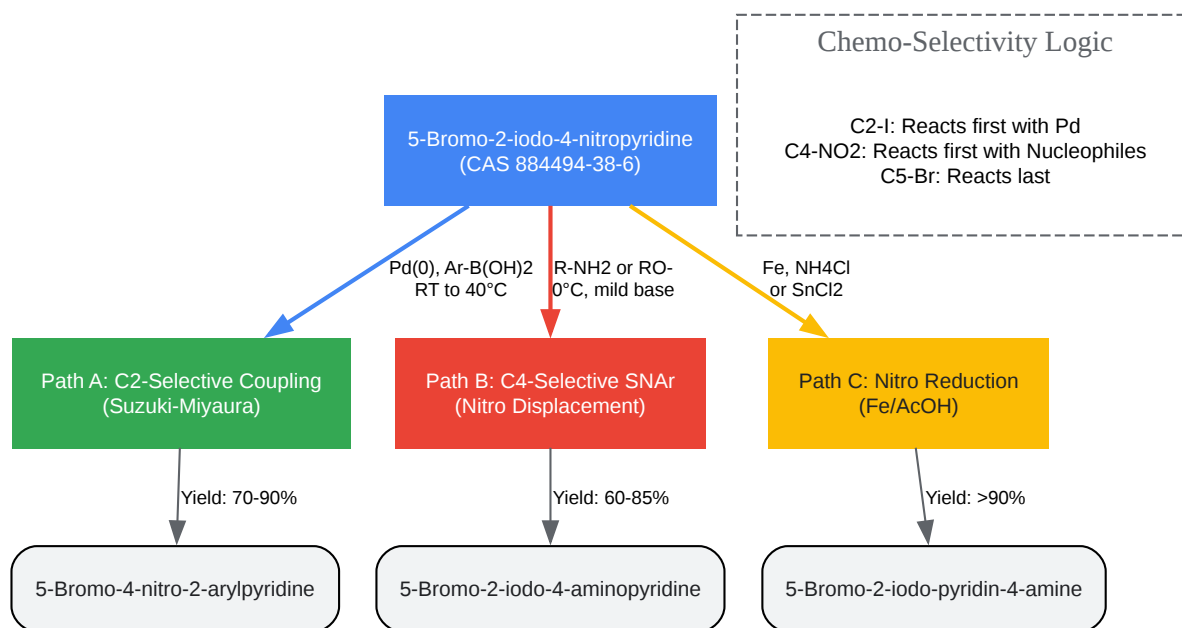 Chemo-Selectivity Logic
C2-I: Reacts first with Pd
C4-NO2: Reacts first with Nucleophiles
C5-Br: Reacts last
5-Bromo-2-iodo-4-nitropyridine
(CAS 884494-38-6)
Pd(0), Ar-B(OH)2
RT to 40°C
R-NH2 or RO-
0°C, mild base
Fe, NH4Cl
or SnCl2
Path A: C2-Selective Coupling
(Suzuki-Miyaura)
Path B: C4-Selective SNAr
(Nitro Displacement)
Path C: Nitro Reduction
(Fe/AcOH)
Yield: 70-90%
Yield: 60-85%
Yield: >90%
5-Bromo-4-nitro-2-arylpyridine
5-Bromo-2-iodo-4-aminopyridine
5-Bromo-2-iodo-pyridin-4-amine